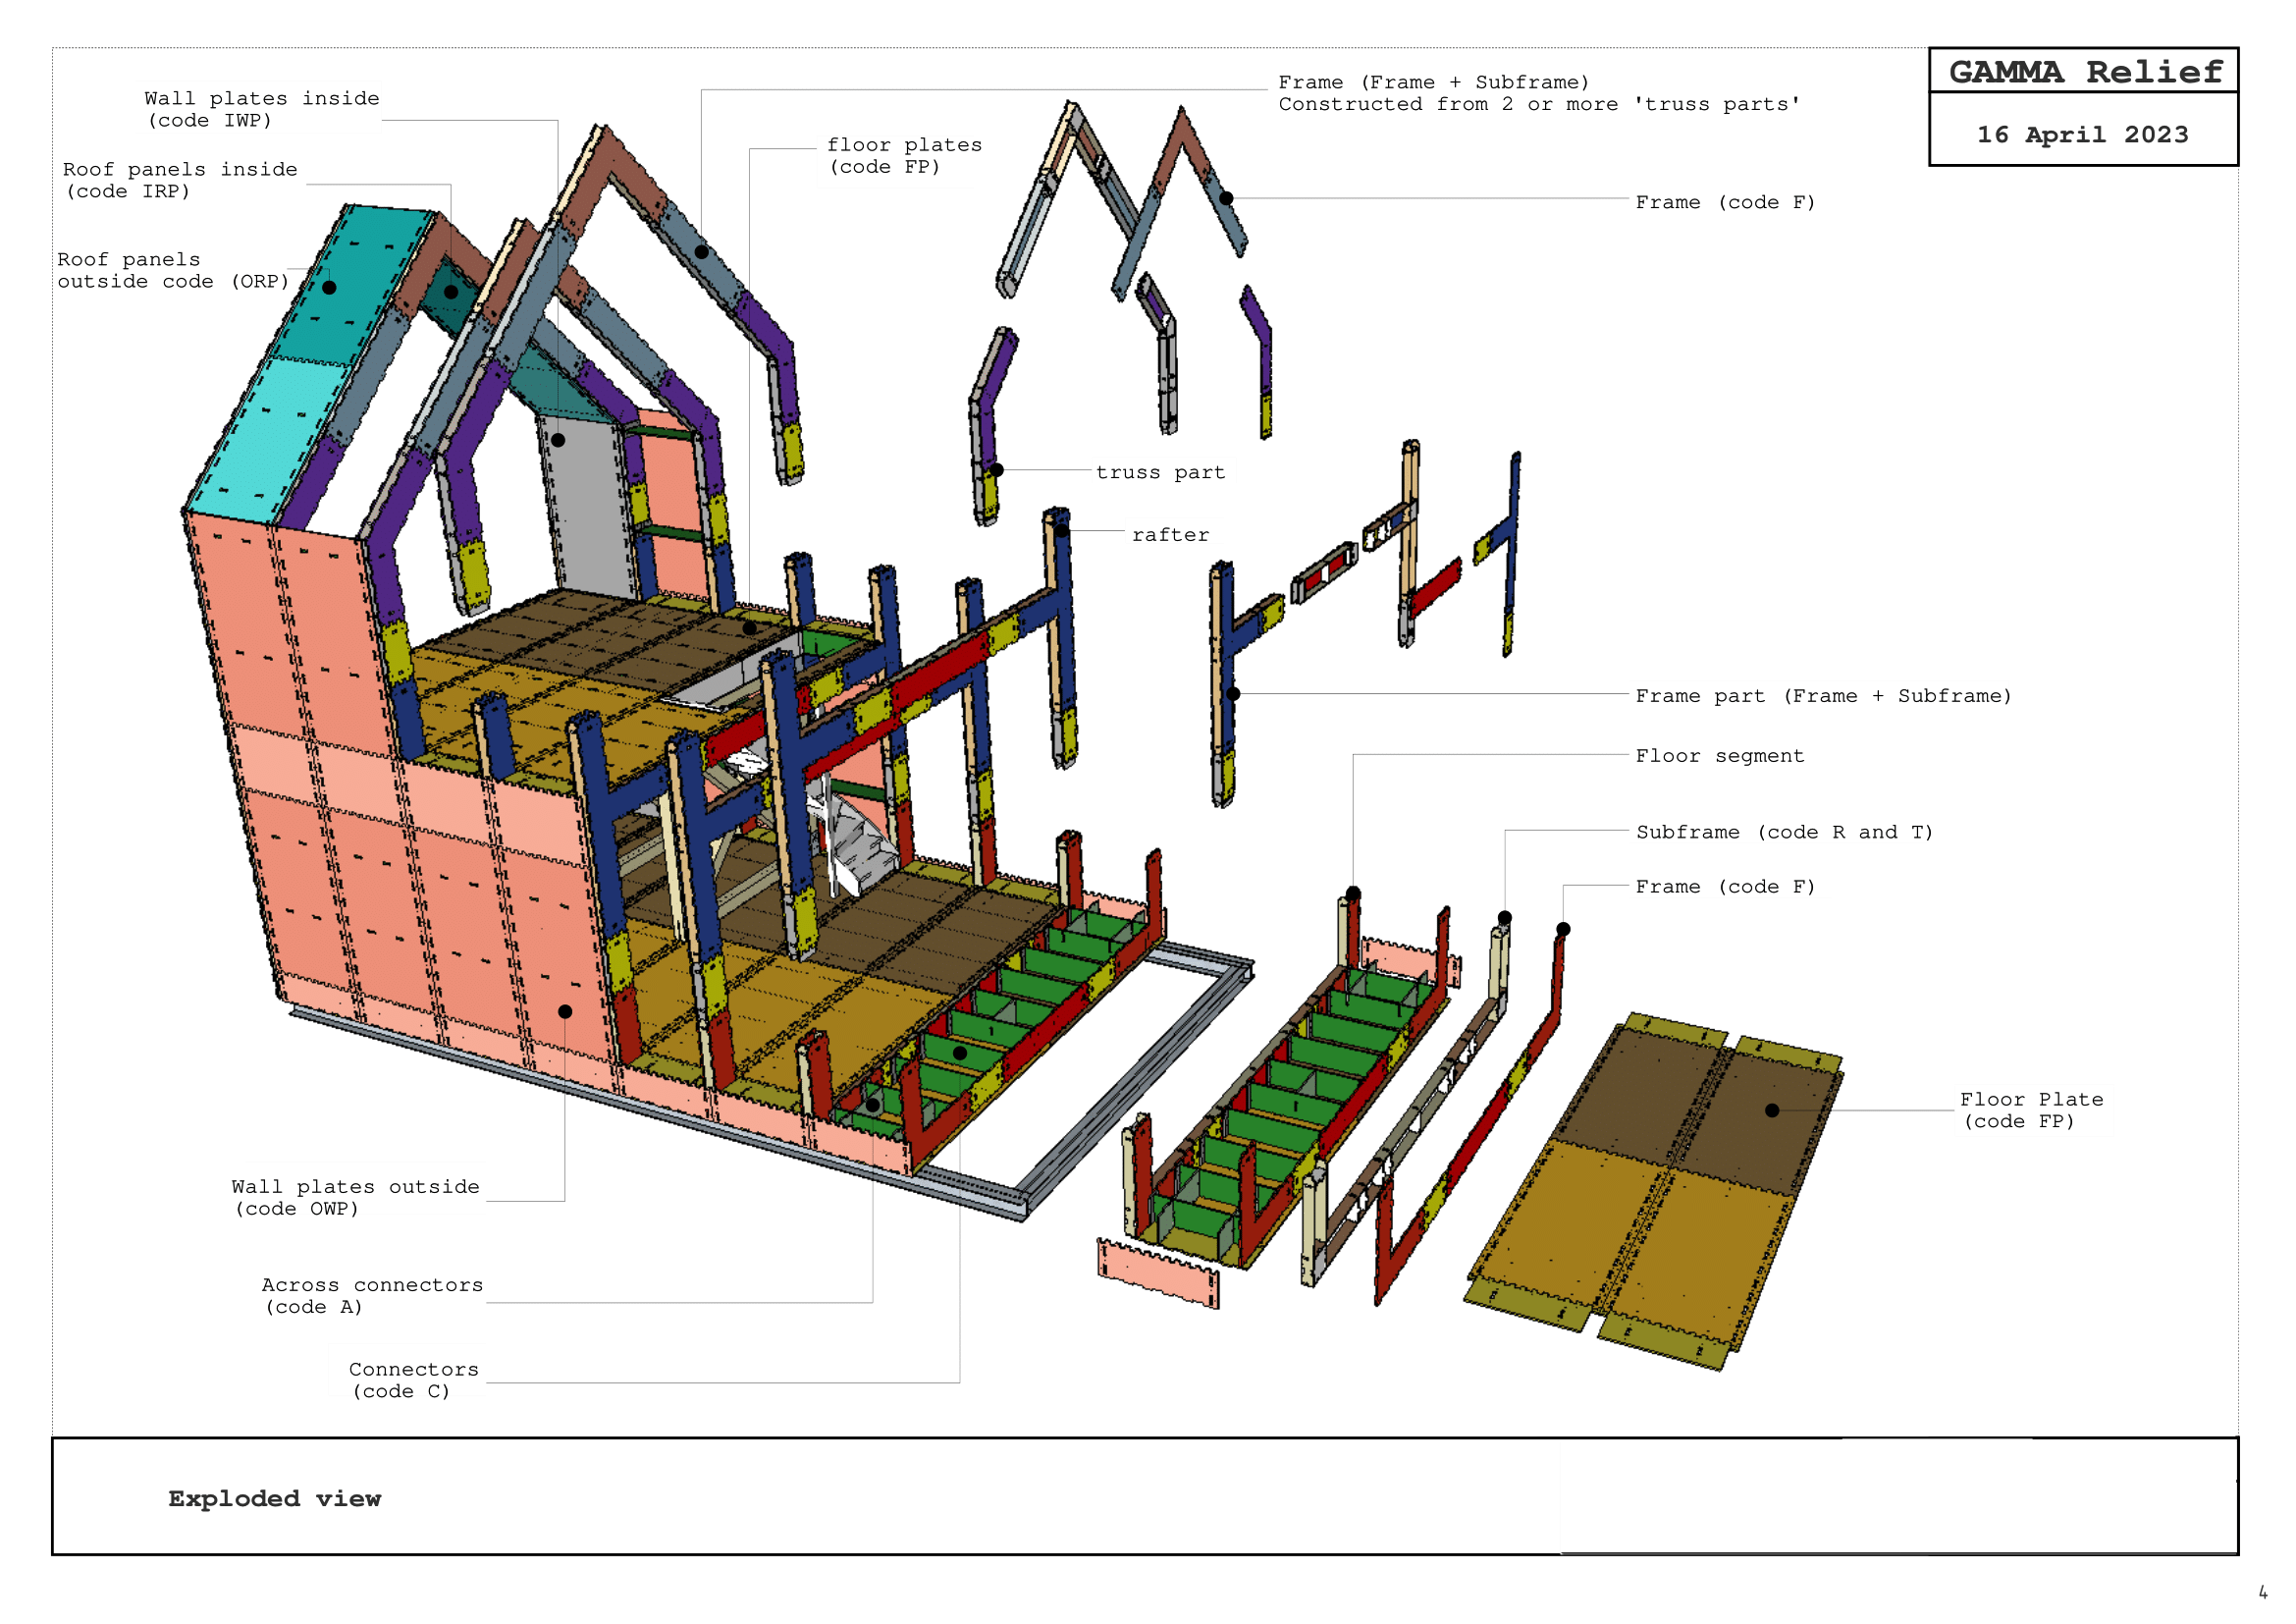 GAMMA Relief
16 April 2023
Wall plates inside
(code IWP)
Roof panels inside
(code IRP)
Roof panels
outside code (ORP)
floor plates
(code FP)
Frame (Frame + Subframe)
Constructed from 2 or more 'truss parts'
Frame (code F)
truss part
rafter
Frame part (Frame + Subframe)
Floor segment
Subframe (code R and T)
Frame (code F)
Floor Plate
(code FP)
Wall plates outside
(code OWP)
Across connectors
(code A)
Connectors
(code C)
Exploded view
4